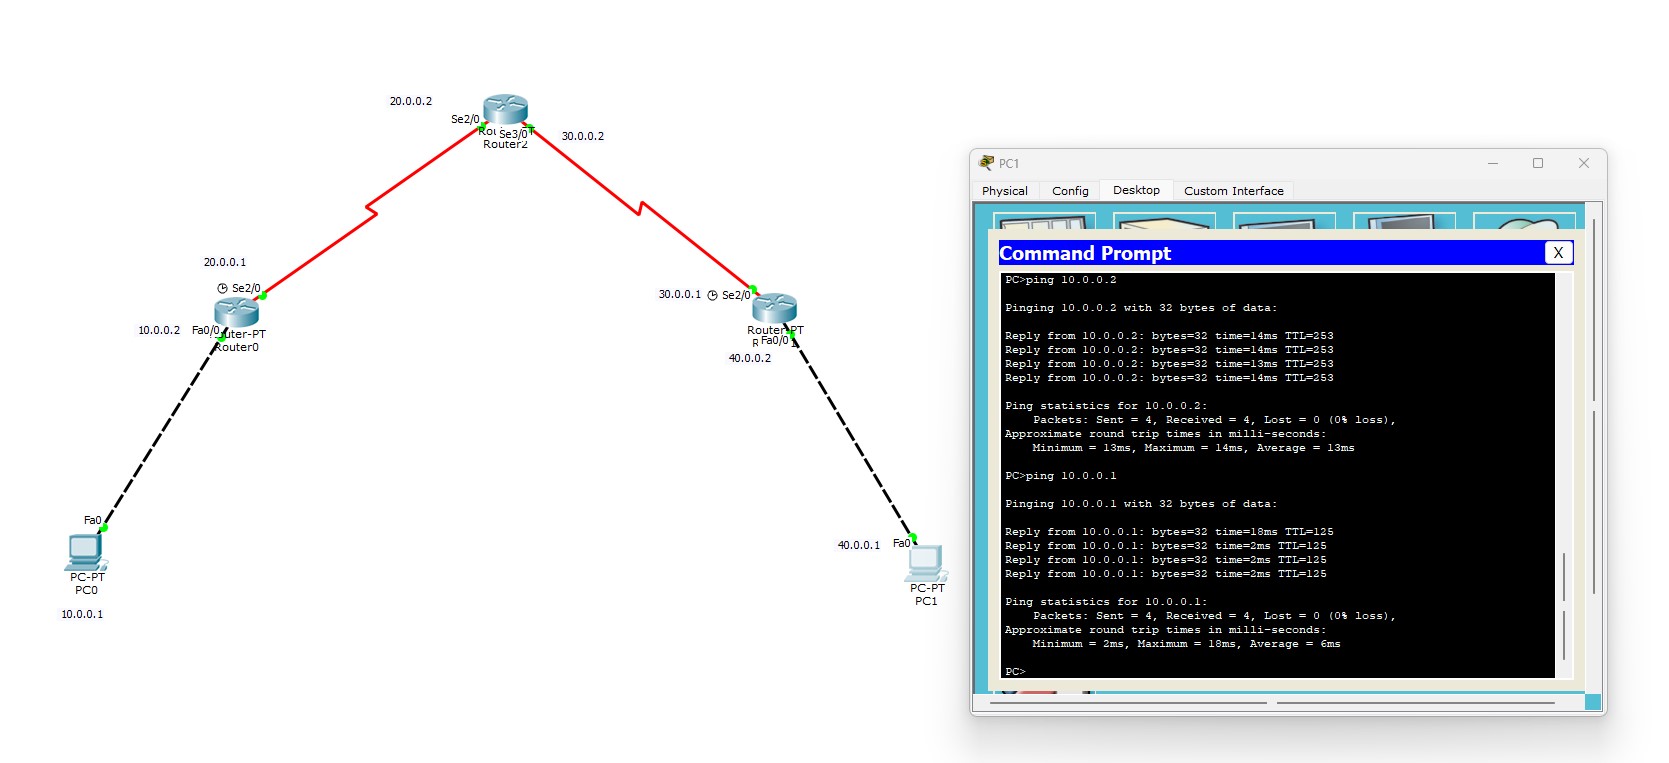 20.0.0.2
Se2/0
Se3/0
Router2
30.0.0.2
20.0.0.1
Se2/0
10.0.0.2 Fa0/0
Router0
30.0.0.1 Se2/0
Fa0/0
40.0.0.2
Fa0
PC-PT
PC0
10.0.0.1
40.0.0.1 Fa0
PC-PT
PC1
PC1
Physical Config Desktop Custom Interface
Command Prompt X
PC>ping 10.0.0.2
Pinging 10.0.0.2 with 32 bytes of data:
Reply from 10.0.0.2: bytes=32 time=14ms TTL=253
Reply from 10.0.0.2: bytes=32 time=14ms TTL=253
Reply from 10.0.0.2: bytes=32 time=13ms TTL=253
Reply from 10.0.0.2: bytes=32 time=14ms TTL=253
Ping statistics for 10.0.0.2:
Packets: Sent = 4, Received = 4, Lost = 0 (0% loss),
Approximate round trip times in milli-seconds:
Minimum = 13ms, Maximum = 14ms, Average = 13ms
PC>ping 10.0.0.1
Pinging 10.0.0.1 with 32 bytes of data:
Reply from 10.0.0.1: bytes=32 time=18ms TTL=125
Reply from 10.0.0.1: bytes=32 time=2ms TTL=125
Reply from 10.0.0.1: bytes=32 time=2ms TTL=125
Reply from 10.0.0.1: bytes=32 time=2ms TTL=125
Ping statistics for 10.0.0.1:
Packets: Sent = 4, Received = 4, Lost = 0 (0% loss),
Approximate round trip times in milli-seconds:
Minimum = 2ms, Maximum = 18ms, Average = 6ms
PC>